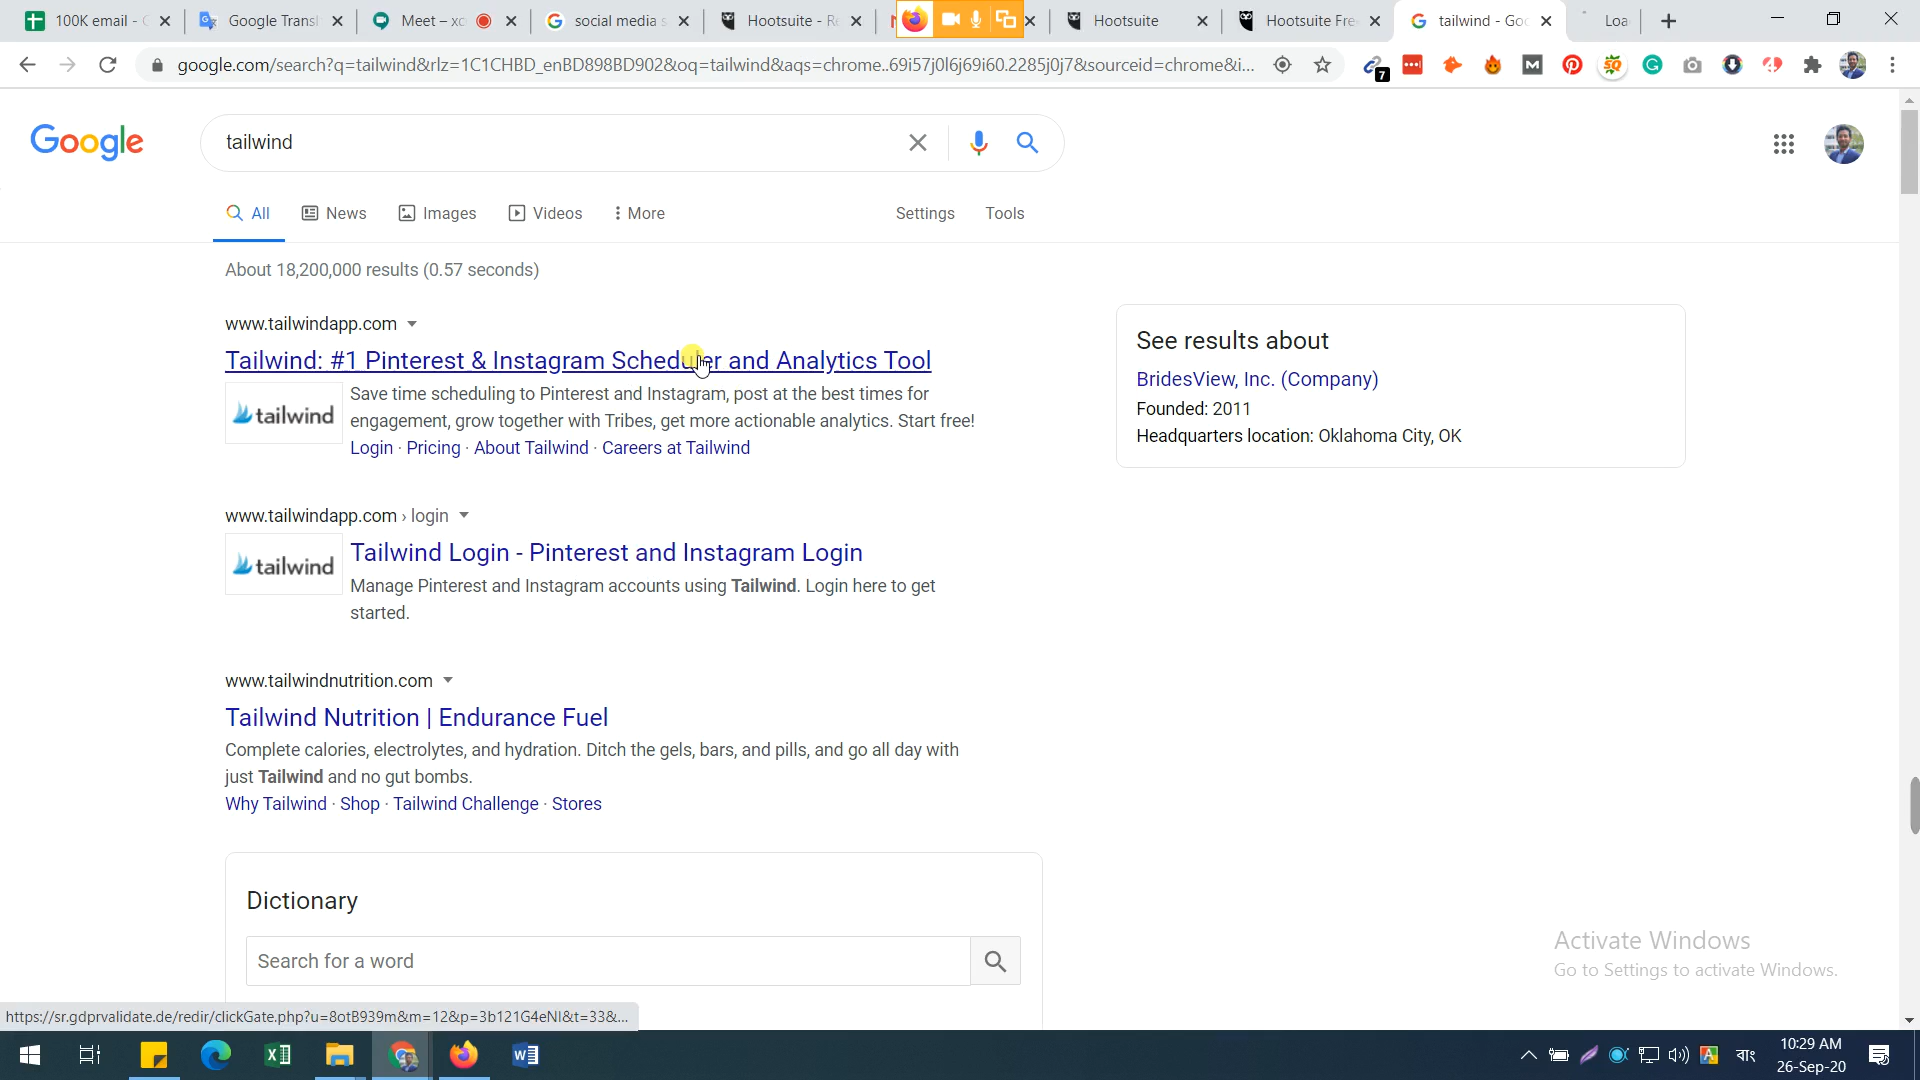 100K email - G
Google Transl
Meet – xc
social media s
Hootsuite - Re
Hootsuite
Hootsuite Fre
tailwind - Goo
Loa
google.com/search?q=tailwind&rlz=1C1CHBD_enBD898BD902&oq=tailwind&aqs=chrome..69i57j0l6j69i60.2285j0j7&sourceid=chrome&i...
7
Google
tailwind
All
News
Images
Videos
More
Settings
Tools
About 18,200,000 results (0.57 seconds)
www.tailwindapp.com
Tailwind: #1 Pinterest & Instagram Scheduler and Analytics Tool
tailwind
Save time scheduling to Pinterest and Instagram, post at the best times for
engagement, grow together with Tribes, get more actionable analytics. Start free!
Login · Pricing · About Tailwind · Careers at Tailwind
See results about
BridesView, Inc. (Company)
Founded: 2011
Headquarters location: Oklahoma City, OK
www.tailwindapp.com › login
Tailwind Login - Pinterest and Instagram Login
tailwind
Manage Pinterest and Instagram accounts using Tailwind. Login here to get
started.
www.tailwindnutrition.com
Tailwind Nutrition | Endurance Fuel
Complete calories, electrolytes, and hydration. Ditch the gels, bars, and pills, and go all day with
just Tailwind and no gut bombs.
Why Tailwind · Shop · Tailwind Challenge · Stores
Dictionary
Search for a word
Activate Windows
Go to Settings to activate Windows.
https://sr.gdprvalidate.de/redir/clickGate.php?u=8otB939m&m=12&p=3b121G4eNI&t=33&...
বাং
10:29 AM
26-Sep-20